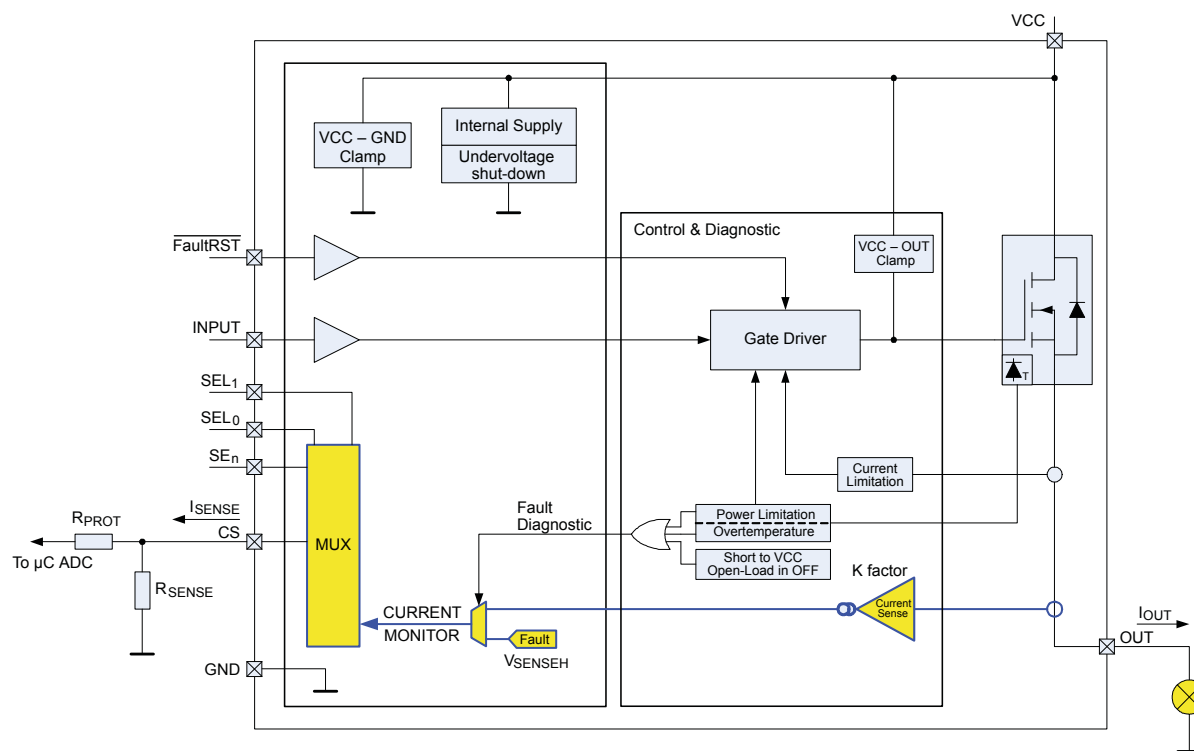 VCC
VCC – GND
Clamp
Internal Supply
Undervoltage
shut-down
Control & Diagnostic
FaultRST
VCC – OUT
Clamp
INPUT
Gate Driver
T
SEL1
SEL0
SEn
Current
Limitation
ISENSE
RPROT
CS
To µC ADC
RSENSE
MUX
Fault
Diagnostic
Power Limitation
Overtemperature
Short to VCC
Open-Load in OFF
K factor
Current
Sense
CURRENT
MONITOR
Fault
VSENSEH
IOUT
OUT
GND